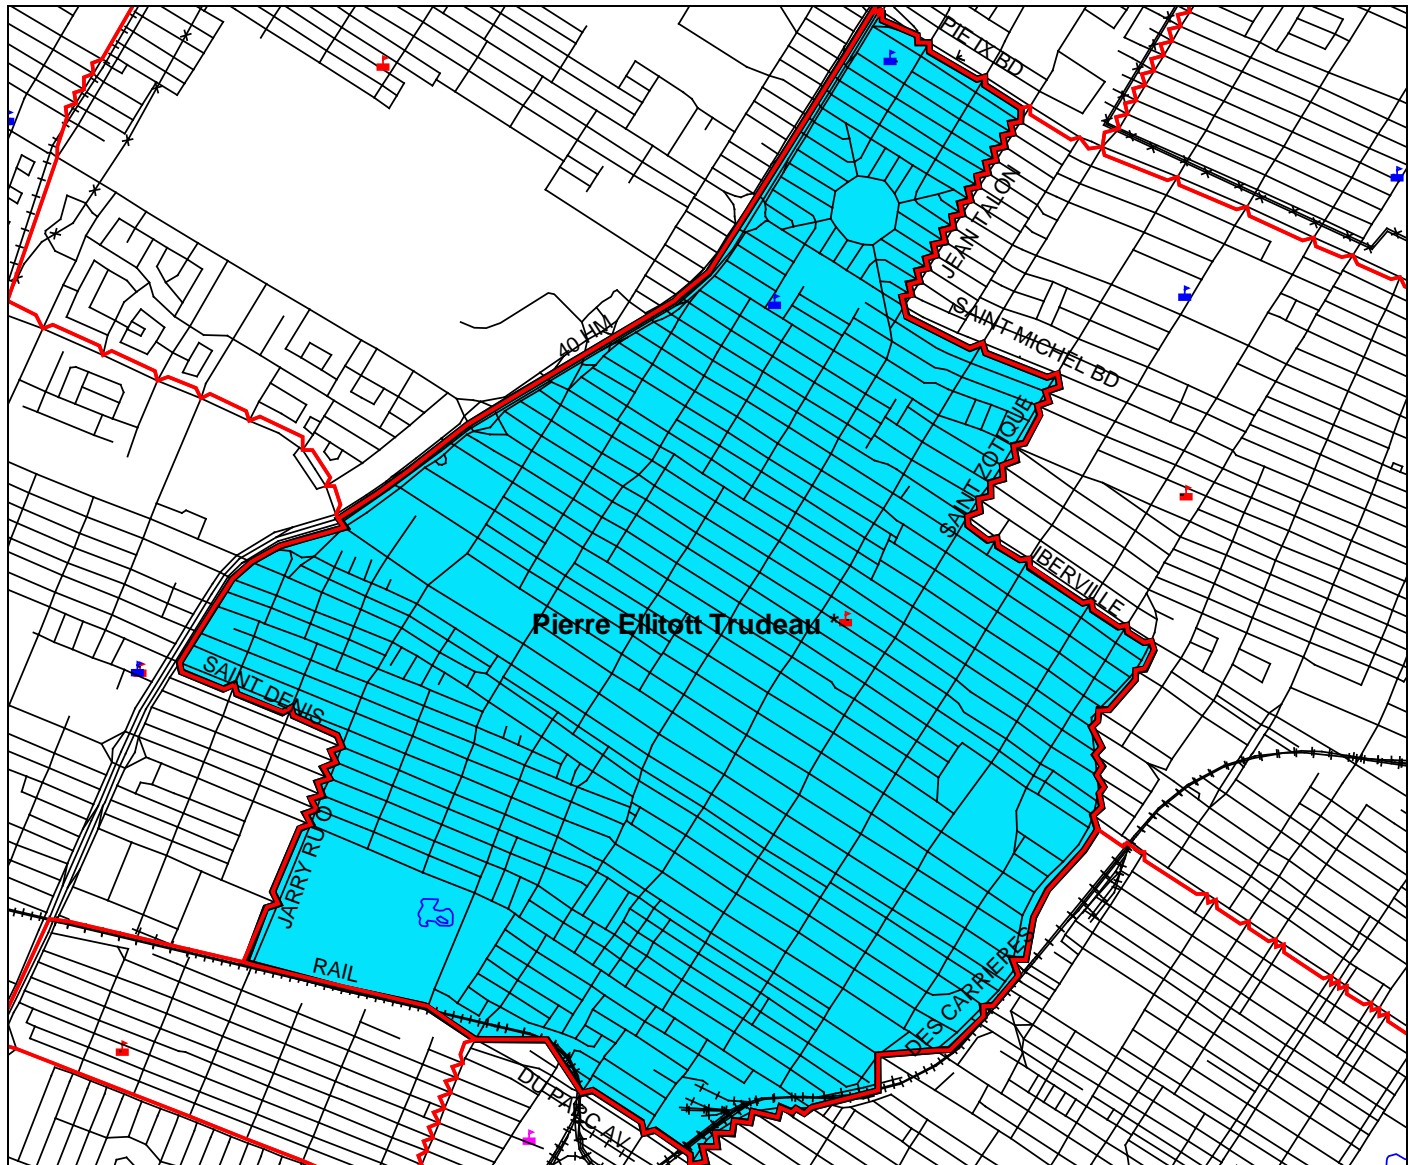 PIE IX BD
JEAN TALON
SAINT MICHEL BD
40 HM
SAINT ZOTIQUE
IBERVILLE
Pierre Ellitott Trudeau *
SAINT DENIS
JARRY RUE O
RAIL
DES CARRIERES
DU PARC AV